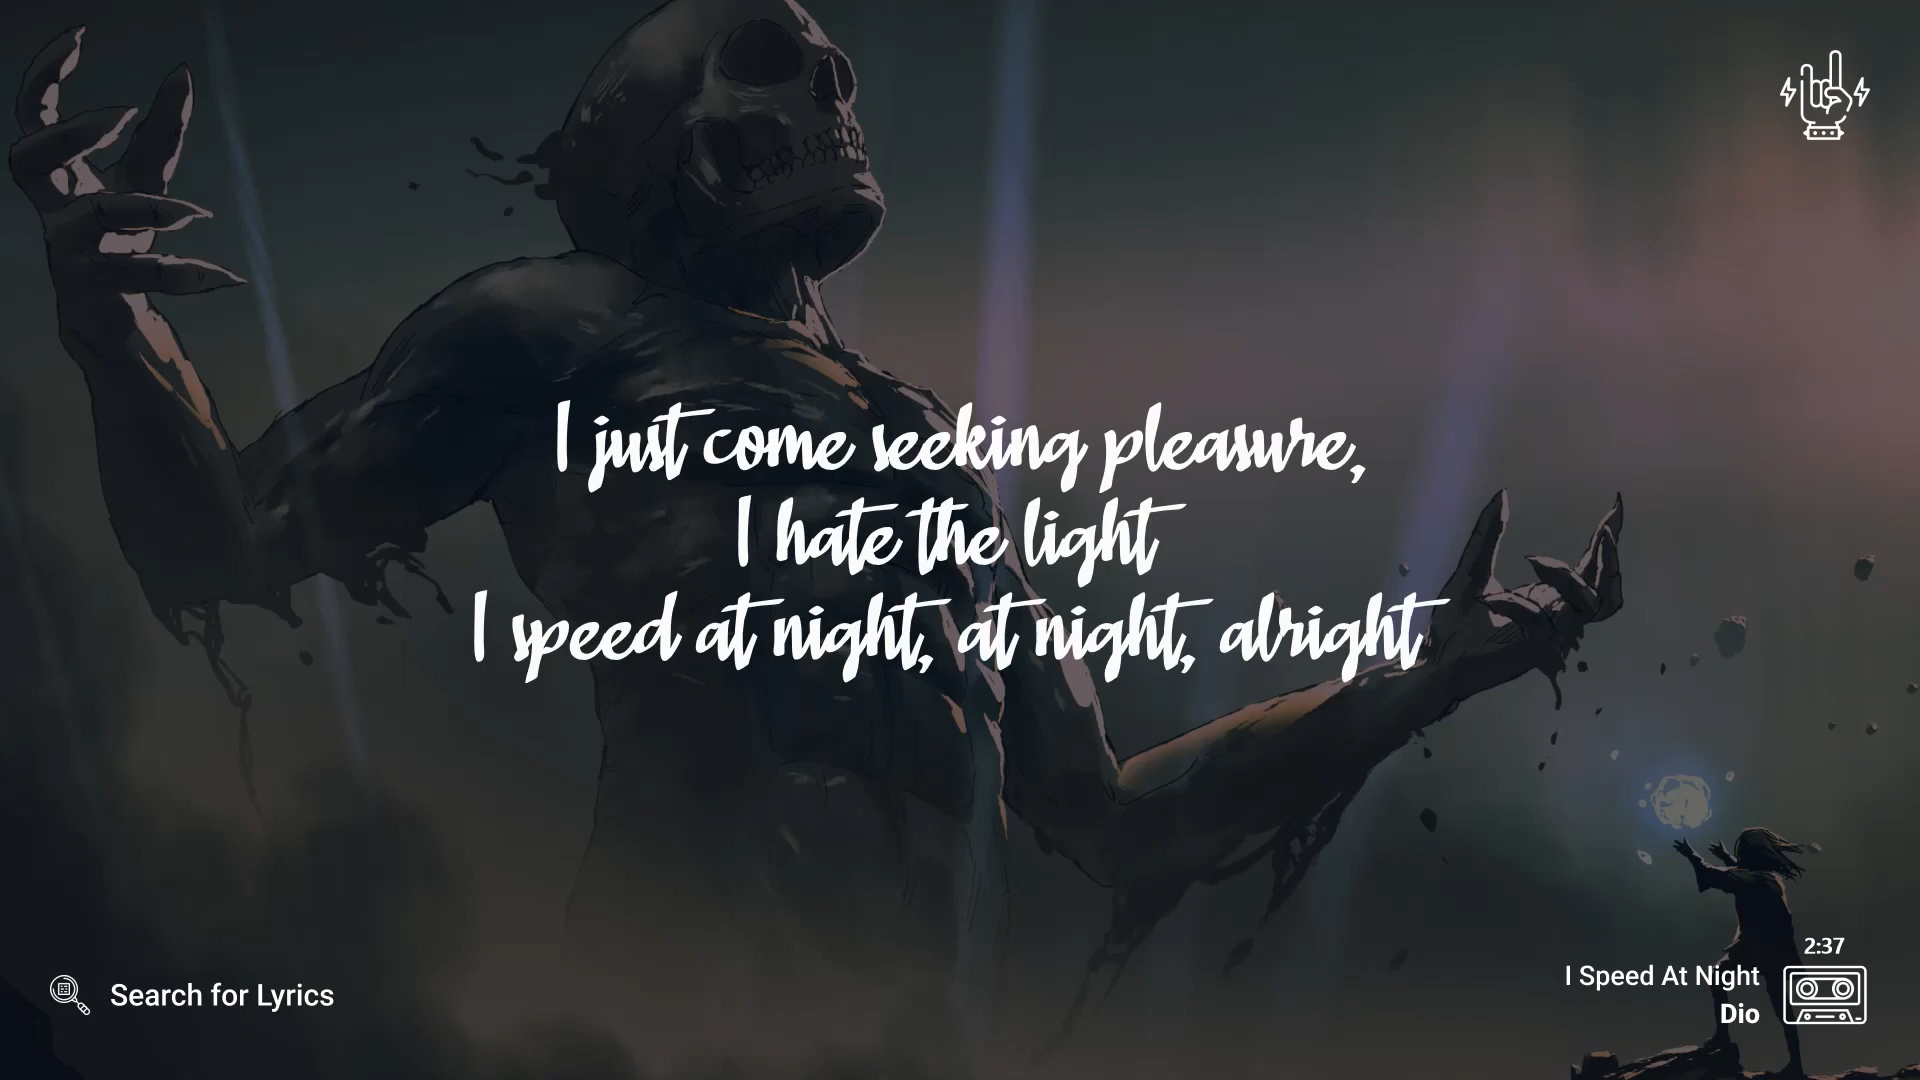 I just come seeking pleasure,
I hate the light
I speed at night, at night, alright
Search for Lyrics
2:37
I Speed At Night
Dio